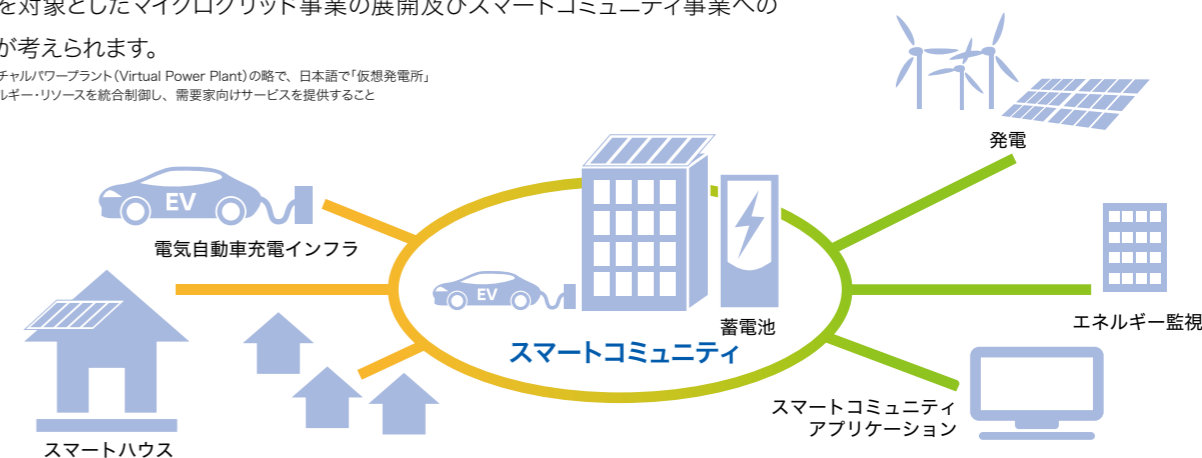 を対象としたマイクログリッド事業の展開及びスマートコミュニティ事業への
が考えられます。
チャルパワープラント(Virtual Power Plant)の略で、日本語で「仮想発電所」
ルギー・リソースを統合制御し、需要家向けサービスを提供すること
発電
EV
電気自動車充電インフラ
EV
蓄電池
エネルギー監視
スマートコミュニティ
スマートコミュニティ
アプリケーション
スマートハウス